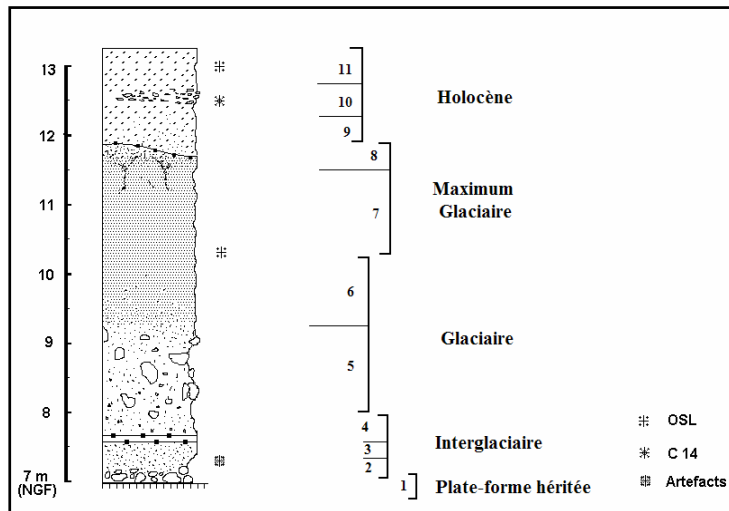 13
12
11
10
9
8
7 m
(NGF)
11
10
9
Holocène
8
7
Maximum
Glaciaire
6
5
Glaciaire
4
3
2
Interglaciaire
1
Plate-forme héritée
OSL
C 14
Artefacts